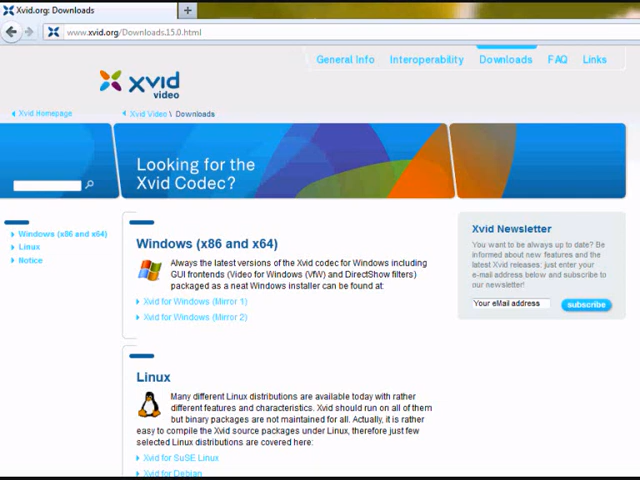 Xvid.org: Downloads
www.xvid.org/Downloads.15.0.html
General Info
Interoperability
Downloads
FAQ
Links
xvid
video
Xvid Homepage
Xvid Video \ Downloads
Looking for the
Xvid Codec?
Windows (x86 and x64)
Linux
Notice
Windows (x86 and x64)
Always the latest versions of the Xvid codec for Windows including
GUI frontends (Video for Windows (VfW) and DirectShow filters)
packaged as a neat Windows installer can be found at:
Xvid for Windows (Mirror 1)
Xvid for Windows (Mirror 2)
Xvid Newsletter
You want to be always up to date? Be
informed about new features and the
latest Xvid releases: just enter your
e-mail address below and subscribe to
our newsletter!
Your eMail address
subscribe
Linux
Many different Linux distributions are available today with rather
different features and characteristics. Xvid should run on all of them
but binary packages are not maintained for all. Actually, it is rather
easy to compile the Xvid source packages under Linux, therefore just few
selected Linux distributions are covered here:
Xvid for SuSE Linux
Xvid for Debian